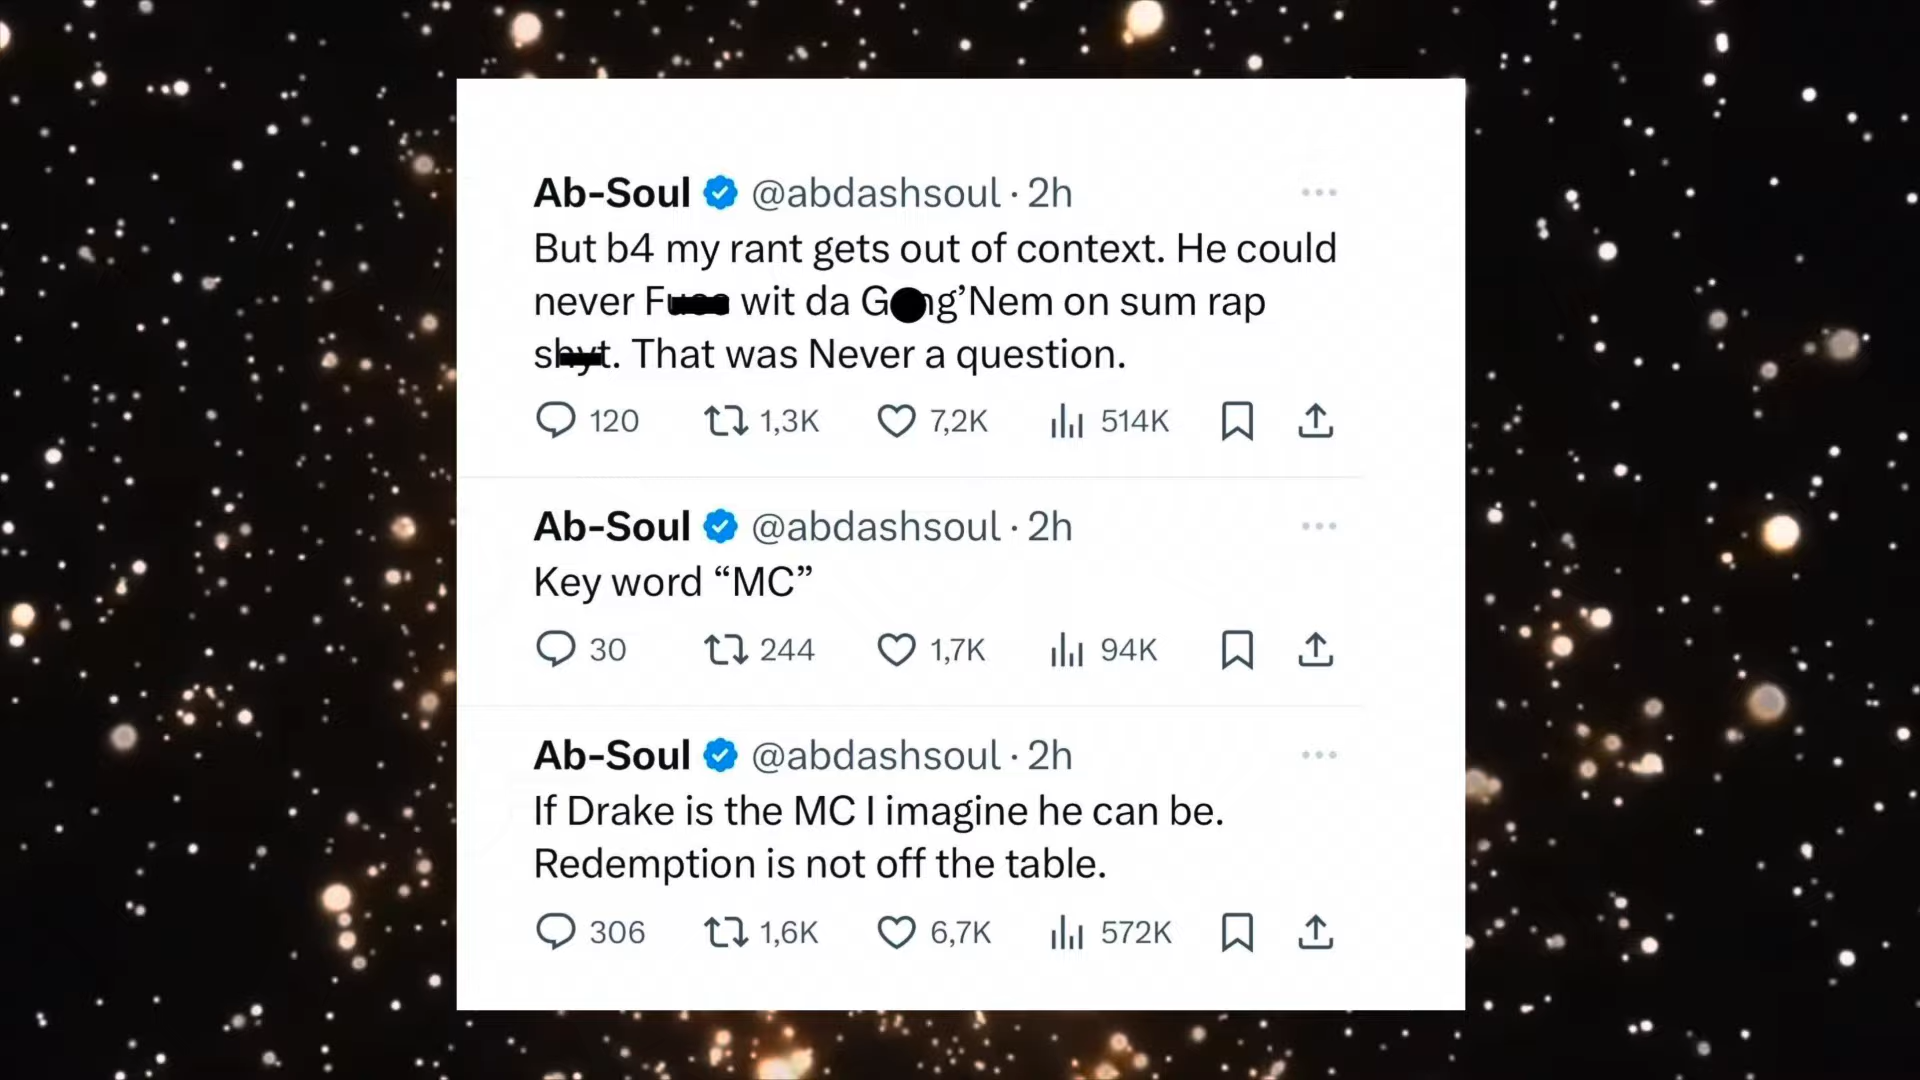 Ab-Soul @abdashsoul · 2h
But b4 my rant gets out of context. He could
never wit da Nem on sum rap
shyt. That was Never a question.
120 1,3K 7,2K 514K
Ab-Soul @abdashsoul · 2h
Key word “MC”
30 244 1,7K 94K
Ab-Soul @abdashsoul · 2h
If Drake is the MC I imagine he can be.
Redemption is not off the table.
306 1,6K 6,7K 572K